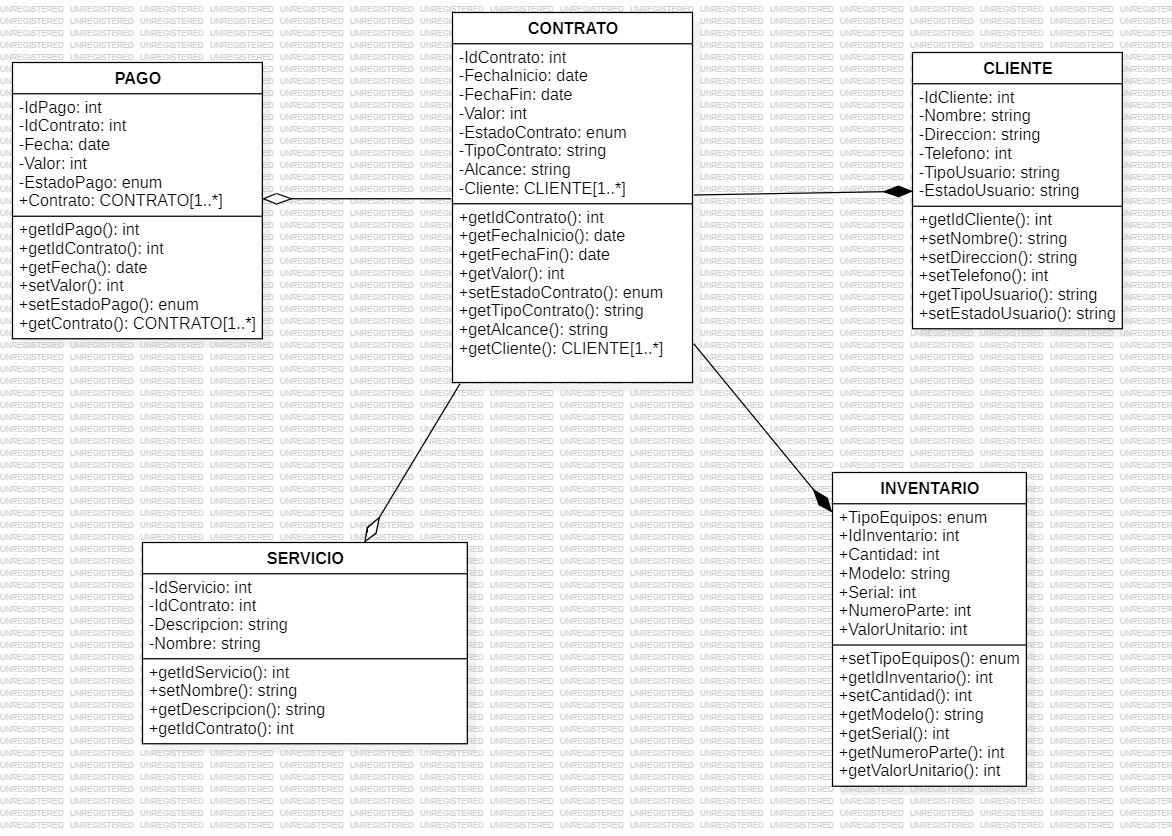 CONTRATO
-IdContrato: int
-FechaInicio: date
-FechaFin: date
-Valor: int
-EstadoContrato: enum
-TipoContrato: string
-Alcance: string
-Cliente: CLIENTE[1..*]
+getIdContrato(): int
+getFechaInicio(): date
+getFechaFin(): date
+getValor(): int
+setEstadoContrato(): enum
+getTipoContrato(): string
+getAlcance(): string
+getCliente(): CLIENTE[1..*]
PAGO
-IdPago: int
-IdContrato: int
-Fecha: date
-Valor: int
-EstadoPago: enum
+Contrato: CONTRATO[1..*]
+getIdPago(): int
+getIdContrato(): int
+getFecha(): date
+setValor(): int
+setEstadoPago(): enum
+getContrato(): CONTRATO[1..*]
CLIENTE
-IdCliente: int
-Nombre: string
-Direccion: string
-Telefono: int
-TipoUsuario: string
-EstadoUsuario: string
+getIdCliente(): int
+setNombre(): string
+setDireccion(): string
+setTelefono(): int
+getTipoUsuario(): string
+setEstadoUsuario(): string
SERVICIO
-IdServicio: int
-IdContrato: int
-Descripcion: string
-Nombre: string
+getIdServicio(): int
+setNombre(): string
+getDescripcion(): string
+getIdContrato(): int
INVENTARIO
+TipoEquipos: enum
+IdInventario: int
+Cantidad: int
+Modelo: string
+Serial: int
+NumeroParte: int
+ValorUnitario: int
+setTipoEquipos(): enum
+getIdInventario(): int
+setCantidad(): int
+getModelo(): string
+getSerial(): int
+getNumeroParte(): int
+getValorUnitario(): int
UNREGISTERED